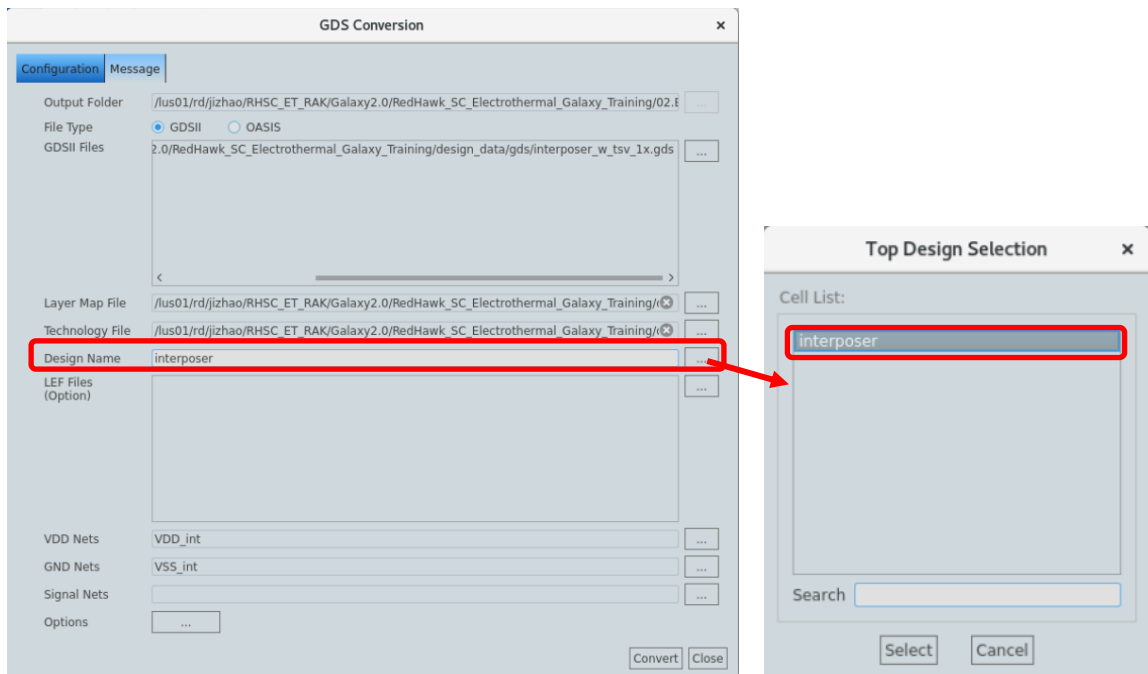 GDS Conversion
×
Configuration
Message
Output Folder
/lus01/rd/jizhao/RHSC_ET_RAK/Galaxy2.0/RedHawk_SC_Electrothermal_Galaxy_Training/02.E
...
File Type
GDSII
OASIS
GDSII Files
2.0/RedHawk_SC_Electrothermal_Galaxy_Training/design_data/gds/interposer_w_tsv_1x.gds
...
Layer Map File
/lus01/rd/jizhao/RHSC_ET_RAK/Galaxy2.0/RedHawk_SC_Electrothermal_Galaxy_Training/
...
Technology File
/lus01/rd/jizhao/RHSC_ET_RAK/Galaxy2.0/RedHawk_SC_Electrothermal_Galaxy_Training/
...
Design Name
interposer
...
LEF Files
(Option)
...
VDD Nets
VDD_int
...
GND Nets
VSS_int
...
Signal Nets
...
Options
...
Convert
Close
Top Design Selection
×
Cell List:
interposer
Search
Select
Cancel